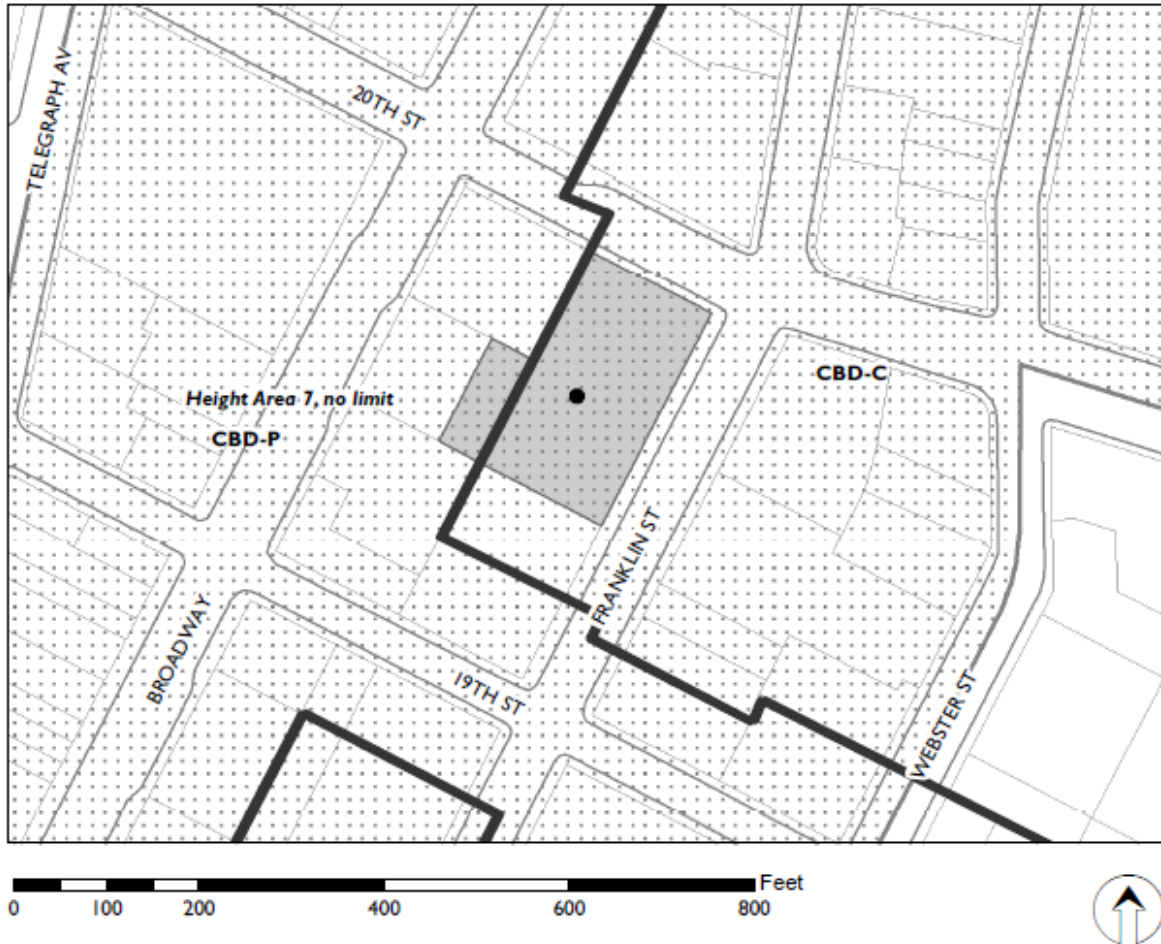 TELEGRAPH AV
20TH ST
CBD-C
Height Area 7, no limit
CBD-P
FRANKLIN ST
BROADWAY
19TH ST
WEBSTER ST
Feet
0 100 200 400 600 800